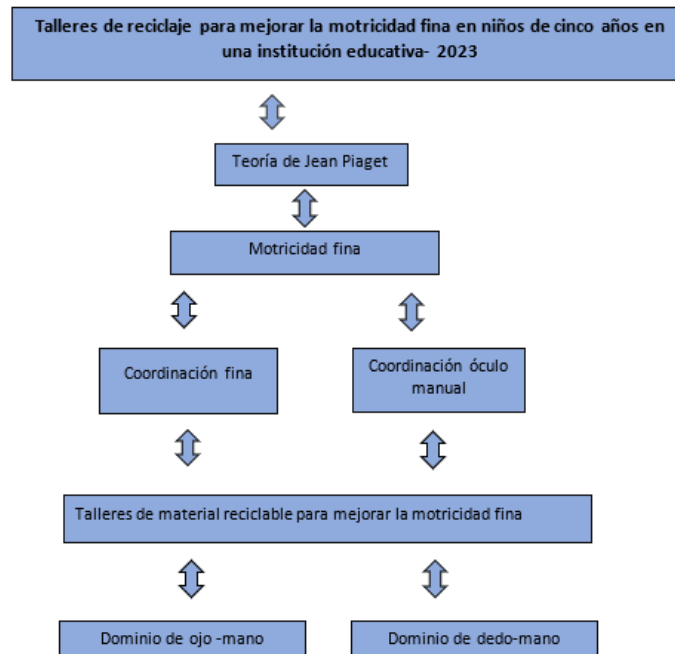 Talleres de reciclaje para mejorar la motricidad fina en niños de cinco años en
una institución educativa- 2023
Teoría de Jean Piaget
Motricidad fina
Coordinación fina
Coordinación óculo
manual
Talleres de material reciclable para mejorar la motricidad fina
Dominio de ojo -mano
Dominio de dedo-mano